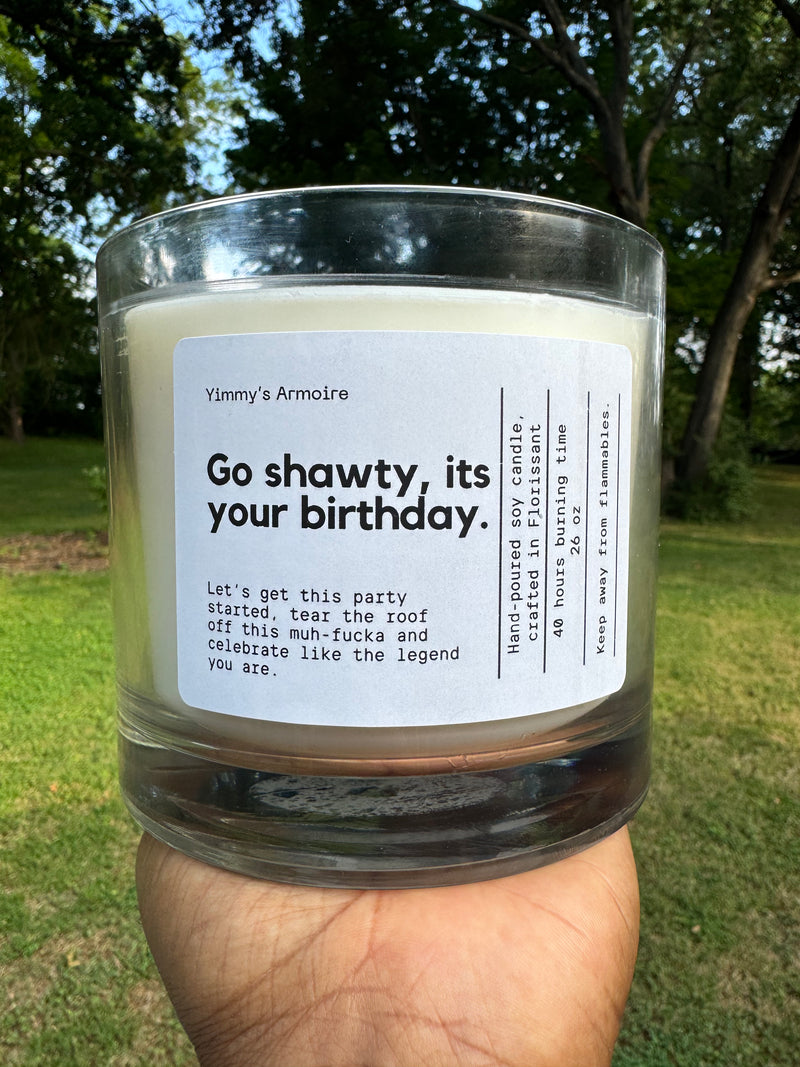 Yimmy's Armoire
Go shawty, its
your birthday.
Let's get this party
started, tear the roof
off this muh-fucka and
celebrate like the legend
you are.
Hand-poured soy candle,
crafted in Florissant
40 hours burning time
26 oz
Keep away from flammables.